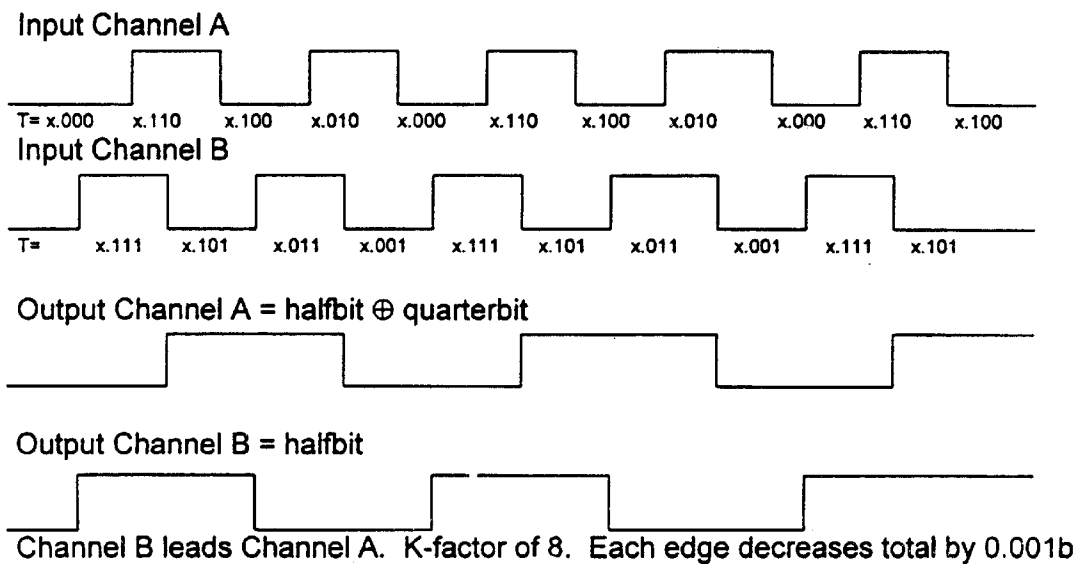 Input Channel A
T= x.000 x.110 x.100 x.010 x.000 x.110 x.100 x.010 x.000 x.110 x.100
Input Channel B
T= x.111 x.101 x.011 x.001 x.111 x.101 x.011 x.001 x.111 x.101
Output Channel A = halfbit ⊕ quarterbit
Output Channel B = halfbit
Channel B leads Channel A. K-factor of 8. Each edge decreases total by 0.001b